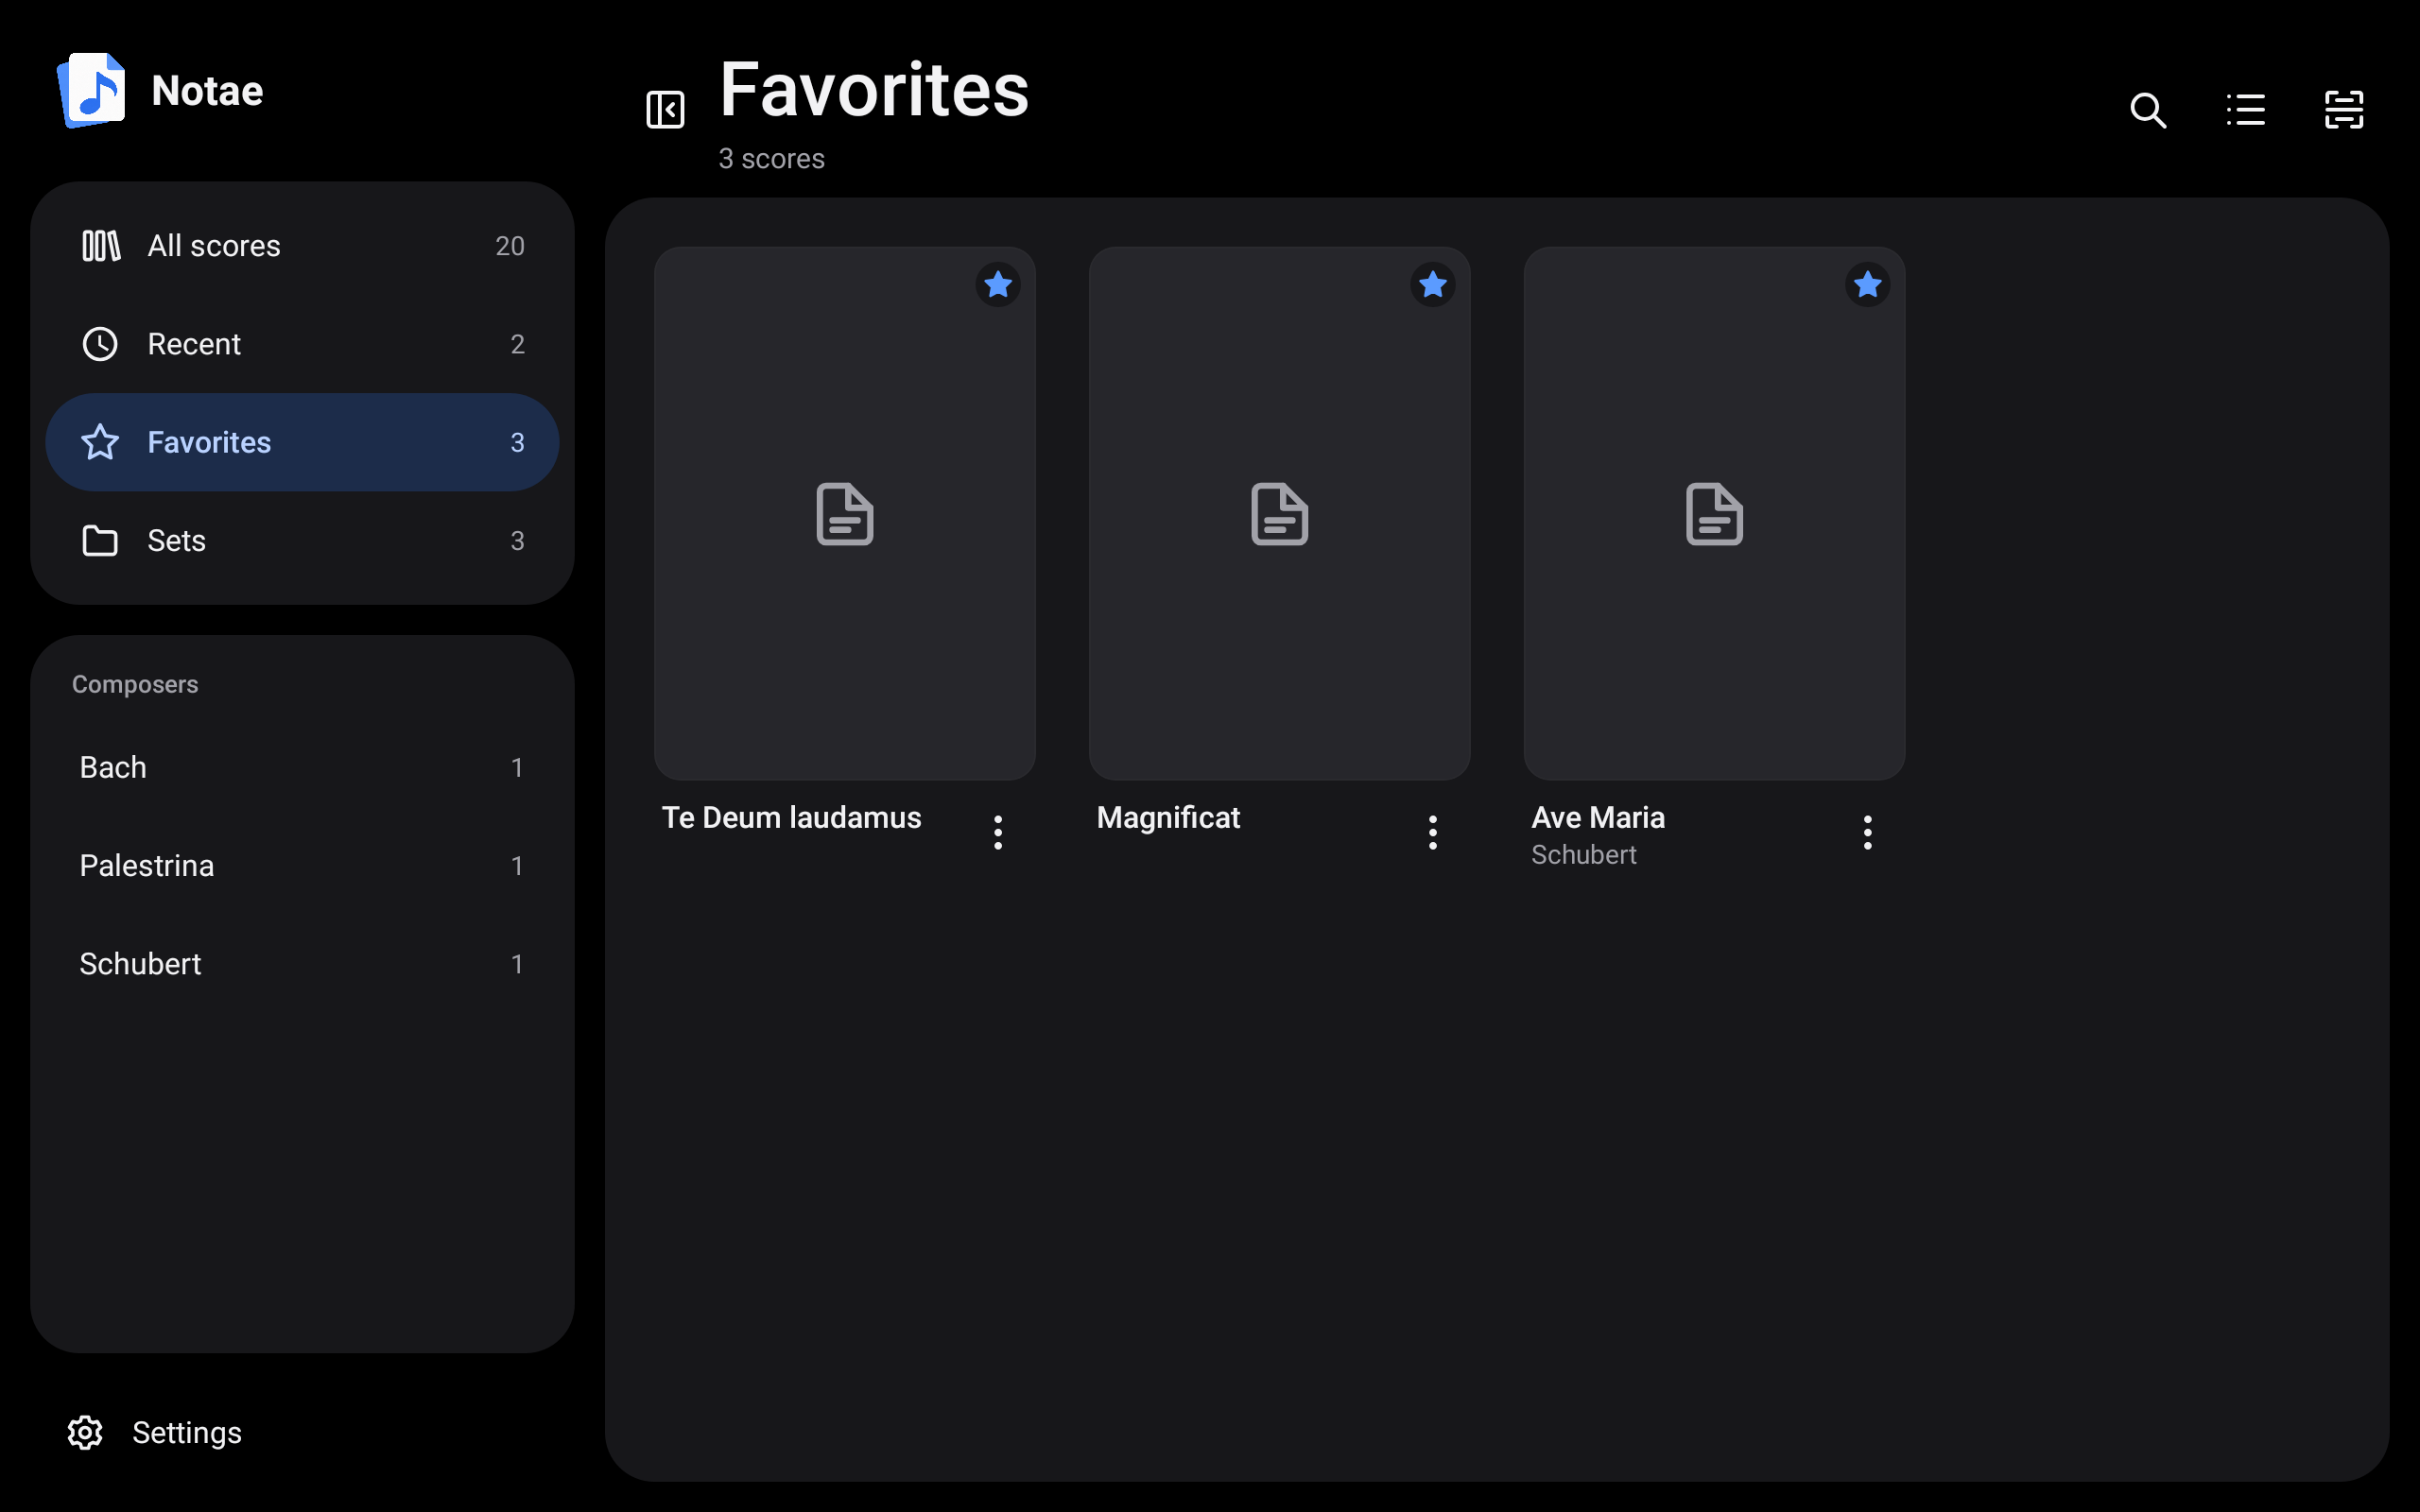 Notae
All scores 20
Recent 2
Favorites 3
Sets 3
Composers
Bach 1
Palestrina 1
Schubert 1
Settings
Favorites
3 scores
Te Deum laudamus
Magnificat
Ave Maria
Schubert